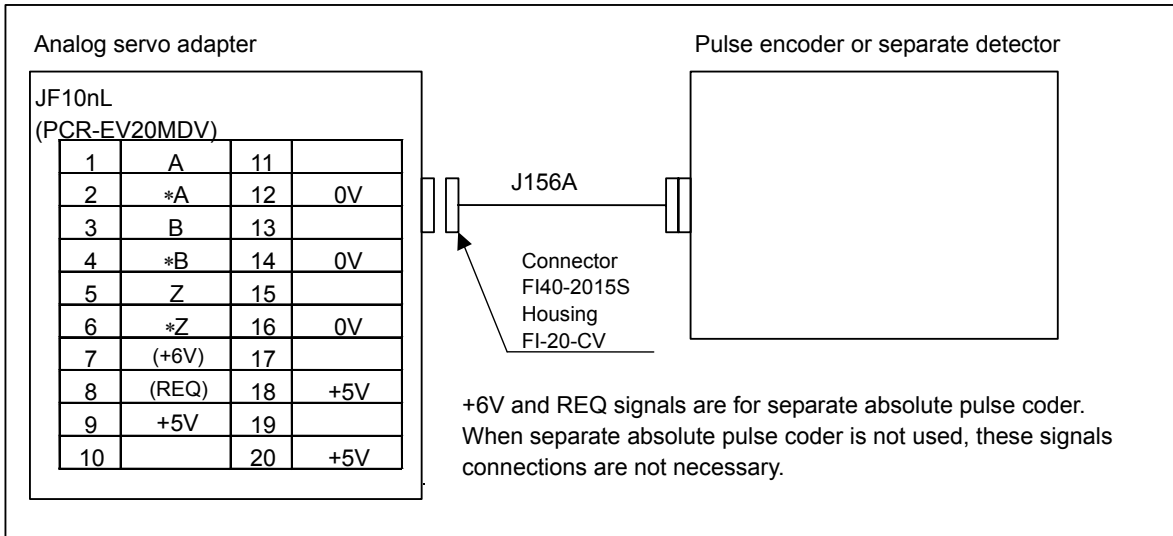 Analog servo adapter
Pulse encoder or separate detector
JF10nL
(PCR-EV20MDV)
1 A 11
2 *A 12 0V
3 B 13
4 *B 14 0V
5 Z 15
6 *Z 16 0V
7 (+6V) 17
8 (REQ) 18 +5V
9 +5V 19
10 20 +5V
J156A
Connector
FI40-2015S
Housing
FI-20-CV
+6V and REQ signals are for separate absolute pulse coder.
When separate absolute pulse coder is not used, these signals
connections are not necessary.